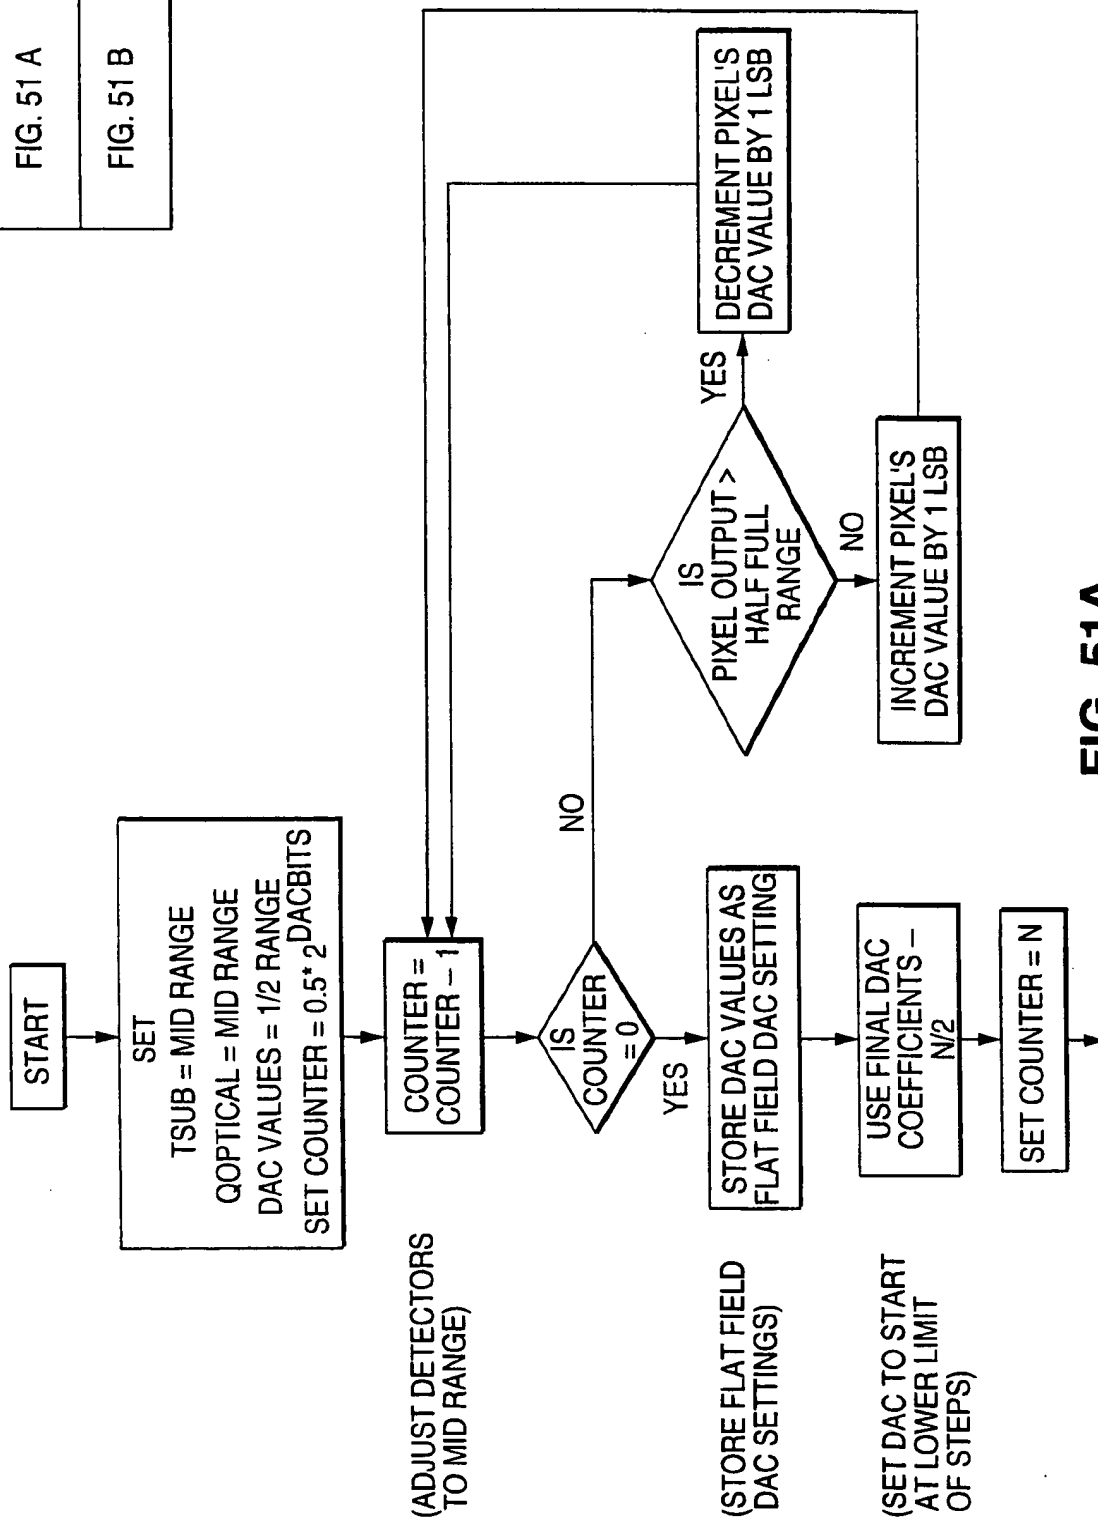 FIG. 51 A
FIG. 51 B
START
SET
TSUB = MID RANGE
QOPTICAL = MID RANGE
DAC VALUES = 1/2 RANGE
SET COUNTER = 0.5* 2^DACBITS
(ADJUST DETECTORS
TO MID RANGE)
COUNTER =
COUNTER – 1
IS
COUNTER
= 0
NO
YES
IS
PIXEL OUTPUT >
HALF FULL
RANGE
YES
DECREMENT PIXEL'S
DAC VALUE BY 1 LSB
NO
INCREMENT PIXEL'S
DAC VALUE BY 1 LSB
(STORE FLAT FIELD
DAC SETTINGS)
STORE DAC VALUES AS
FLAT FIELD DAC SETTING
(SET DAC TO START
AT LOWER LIMIT
OF STEPS)
USE FINAL DAC
COEFFICIENTS –
N/2
SET COUNTER = N
FIG. 51A